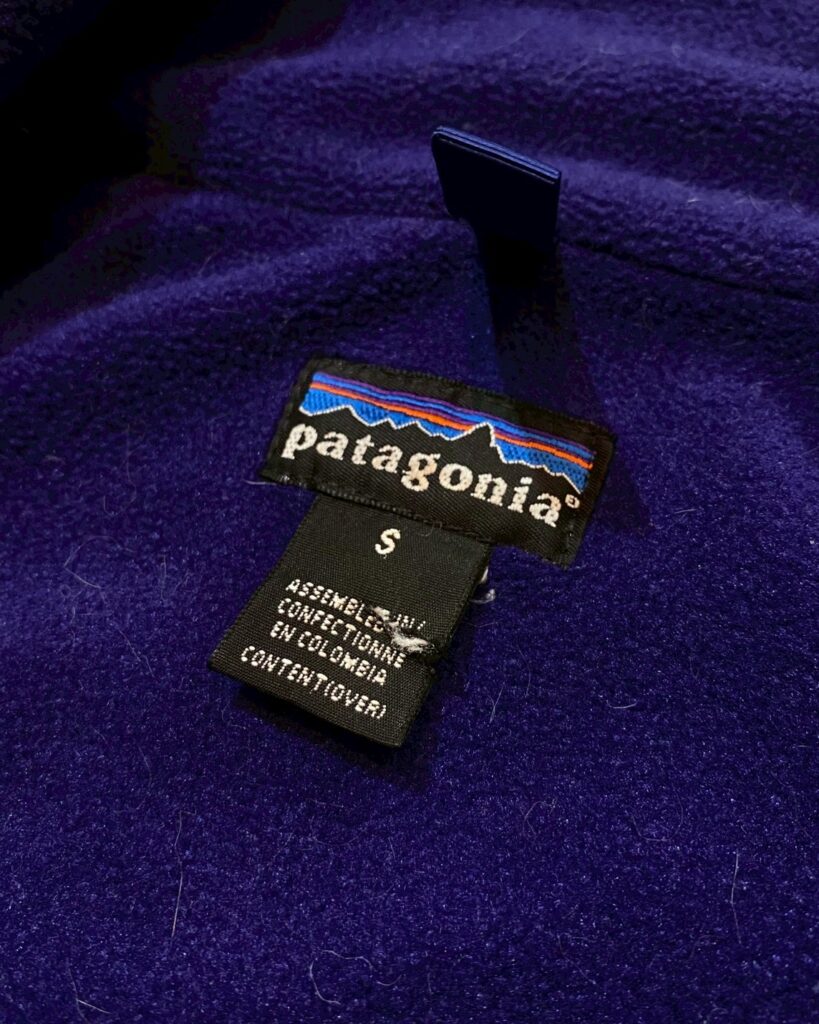 patagonia®
S
ASSEMBLED IN/
CONFECTIONNE
EN COLOMBIA
CONTENT(OVER)